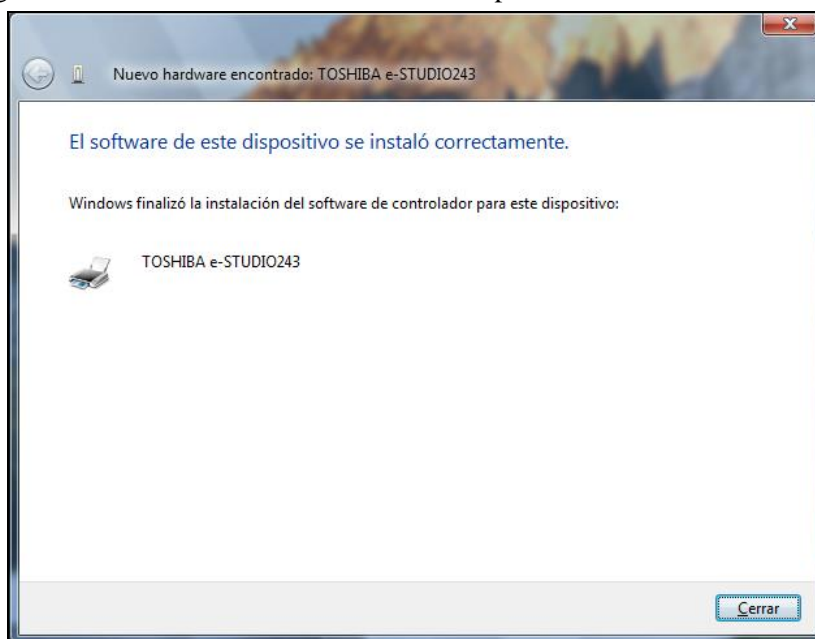 Nuevo hardware encontrado: TOSHIBA e-STUDIO243
El software de este dispositivo se instaló correctamente.
Windows finalizó la instalación del software de controlador para este dispositivo:
TOSHIBA e-STUDIO243
Cerrar